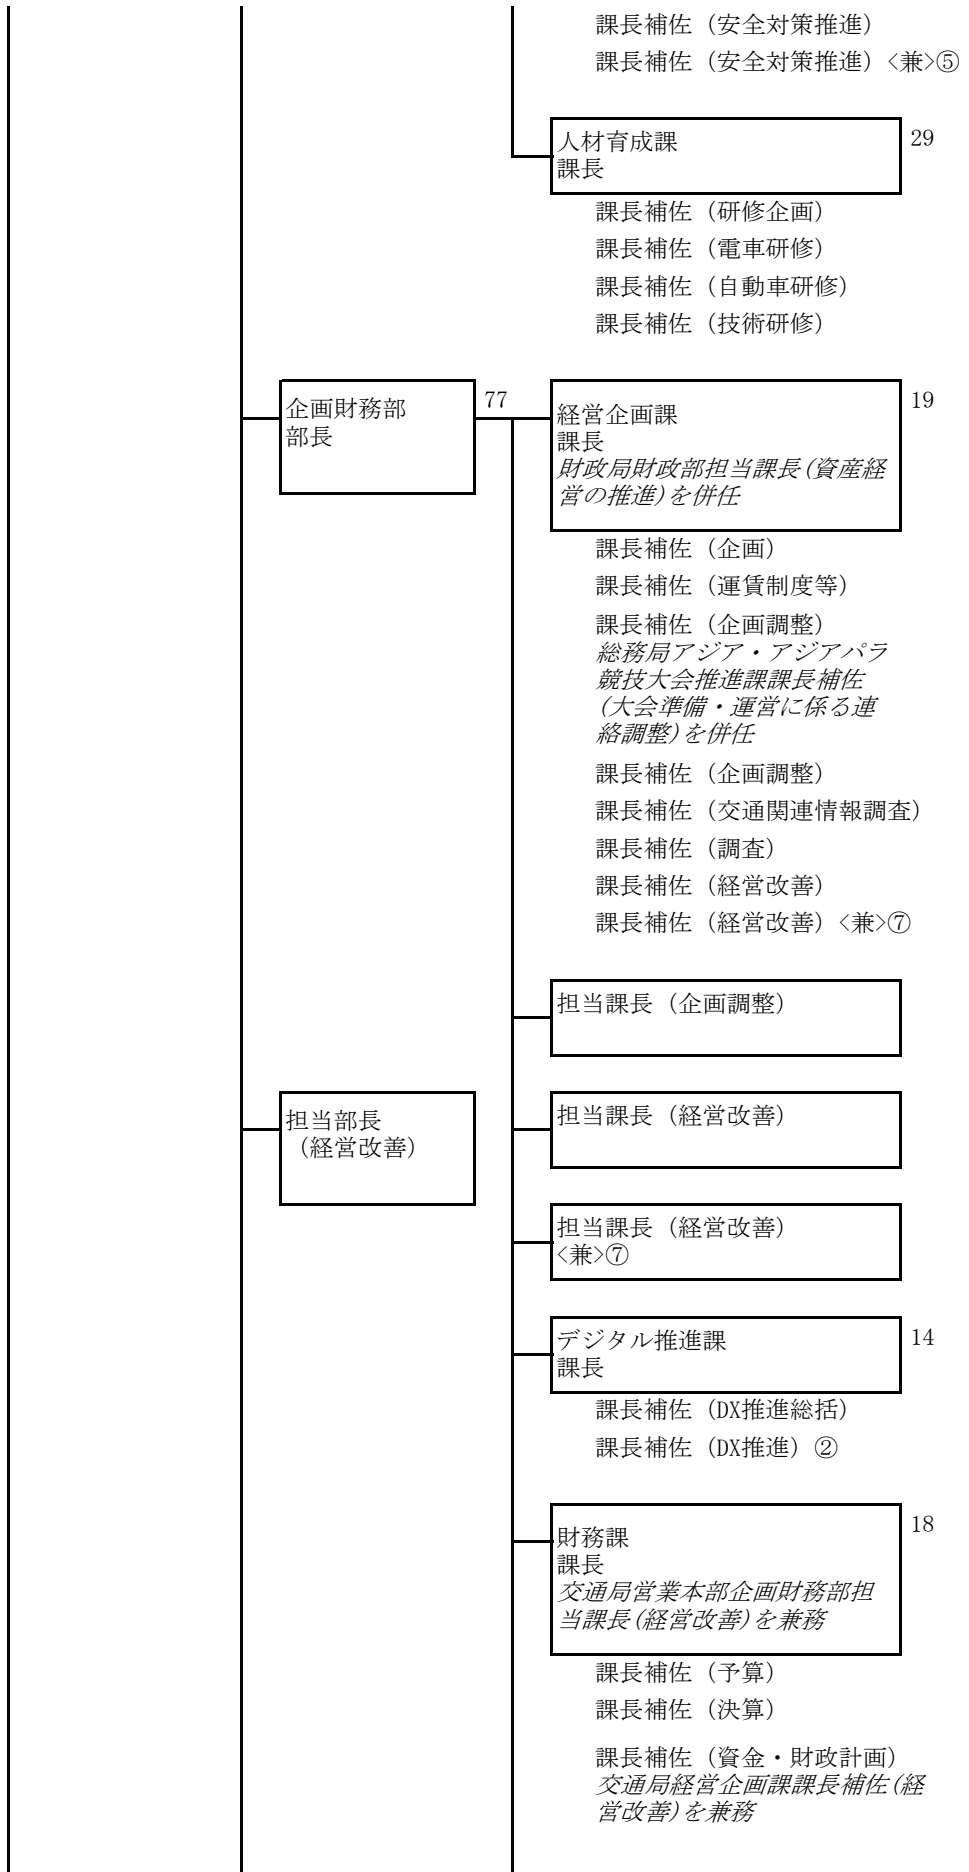 課長補佐（安全対策推進）
課長補佐（安全対策推進）<兼>⑤
人材育成課
課長
29
課長補佐（研修企画）
課長補佐（電車研修）
課長補佐（自動車研修）
課長補佐（技術研修）
企画財務部
部長
77
経営企画課
課長
財政局財政部担当課長(資産経
営の推進)を併任
19
課長補佐（企画）
課長補佐（運賃制度等）
課長補佐（企画調整）
総務局アジア・アジアパラ
競技大会推進課課長補佐
(大会準備・運営に係る連
絡調整)を併任
課長補佐（企画調整）
課長補佐（交通関連情報調査）
課長補佐（調査）
課長補佐（経営改善）
課長補佐（経営改善）<兼>⑦
担当課長（企画調整）
担当部長
（経営改善）
担当課長（経営改善）
担当課長（経営改善）
<兼>⑦
デジタル推進課
課長
14
課長補佐（DX推進総括）
課長補佐（DX推進）②
財務課
課長
交通局営業本部企画財務部担
当課長(経営改善)を兼務
18
課長補佐（予算）
課長補佐（決算）
課長補佐（資金・財政計画）
交通局経営企画課課長補佐(経
営改善)を兼務